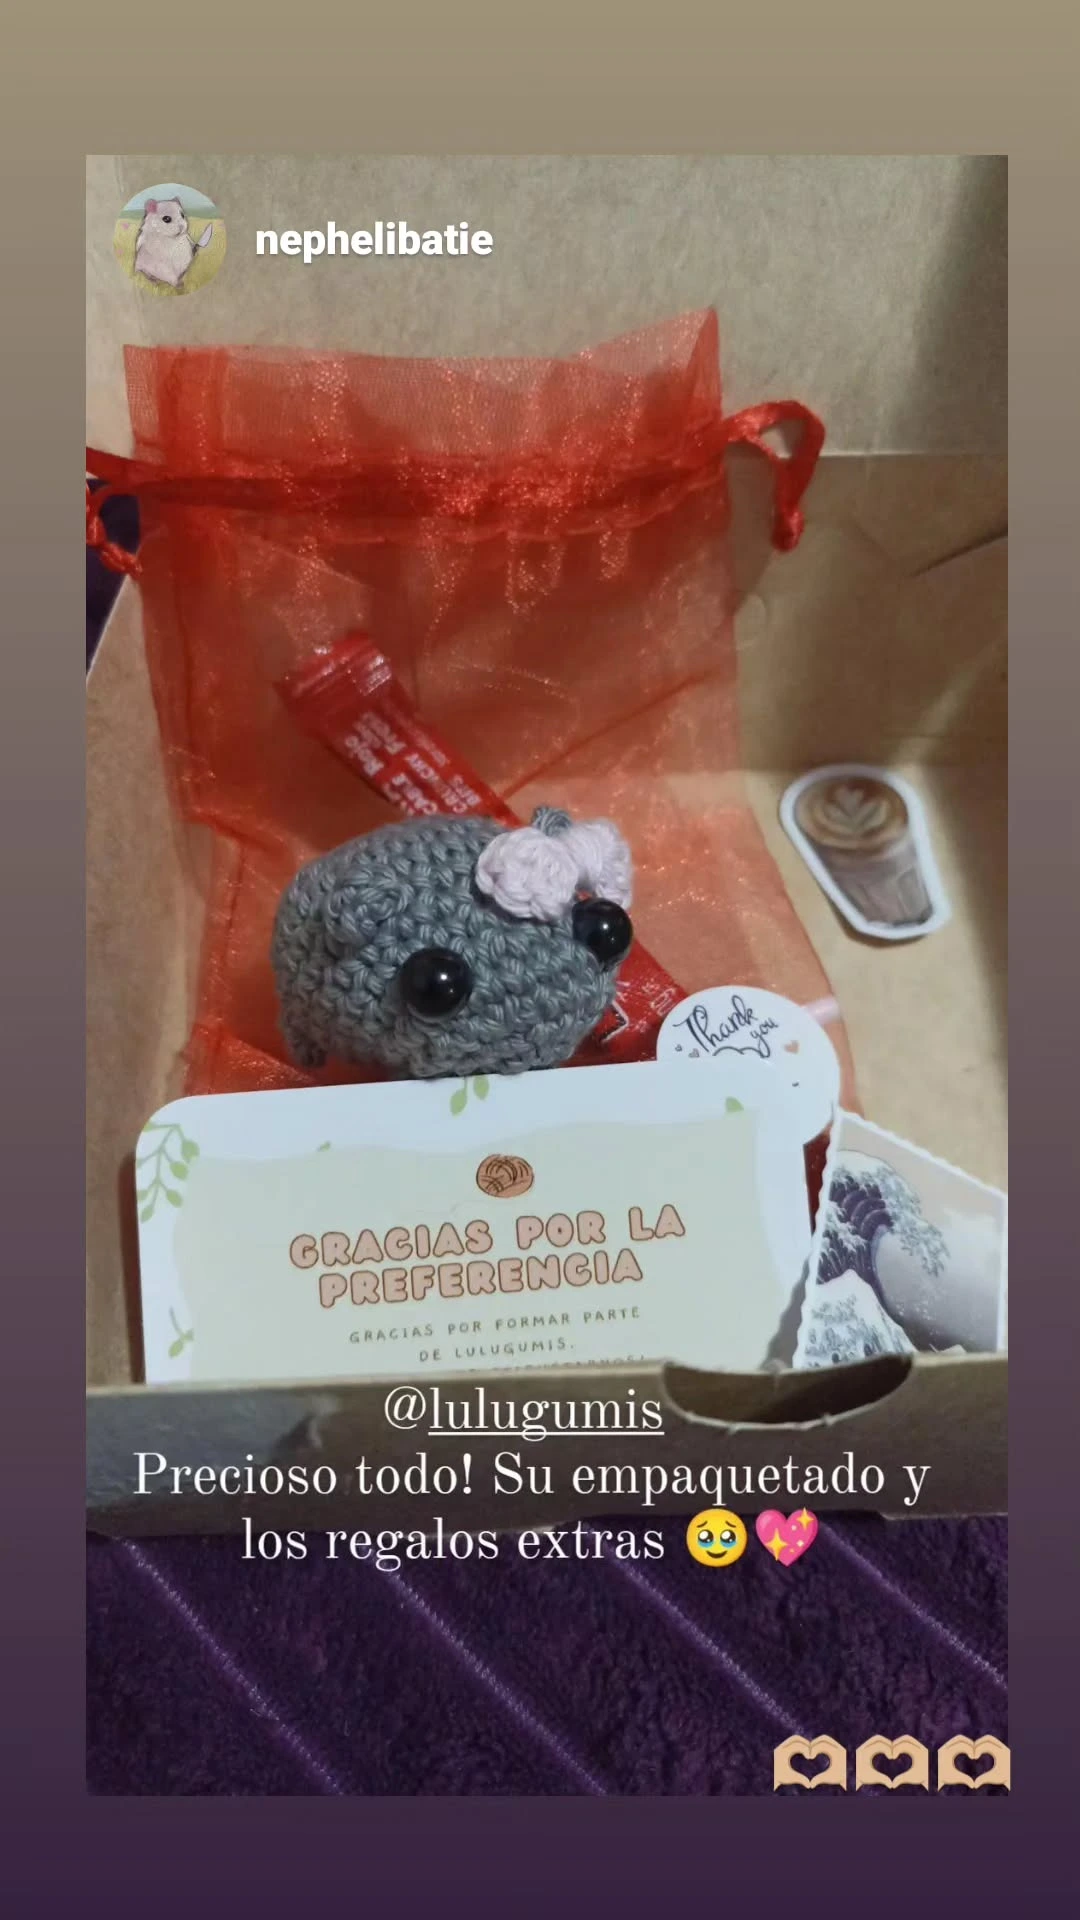 nephelibatie
Thank
you
GRACIAS POR LA
PREFERENCIA
GRACIAS POR FORMAR PARTE
DE LULUGUMIS.
@lulugumis
Precioso todo! Su empaquetado y
los regalos extras 🥹💖
🫶🏼🫶🏼🫶🏼